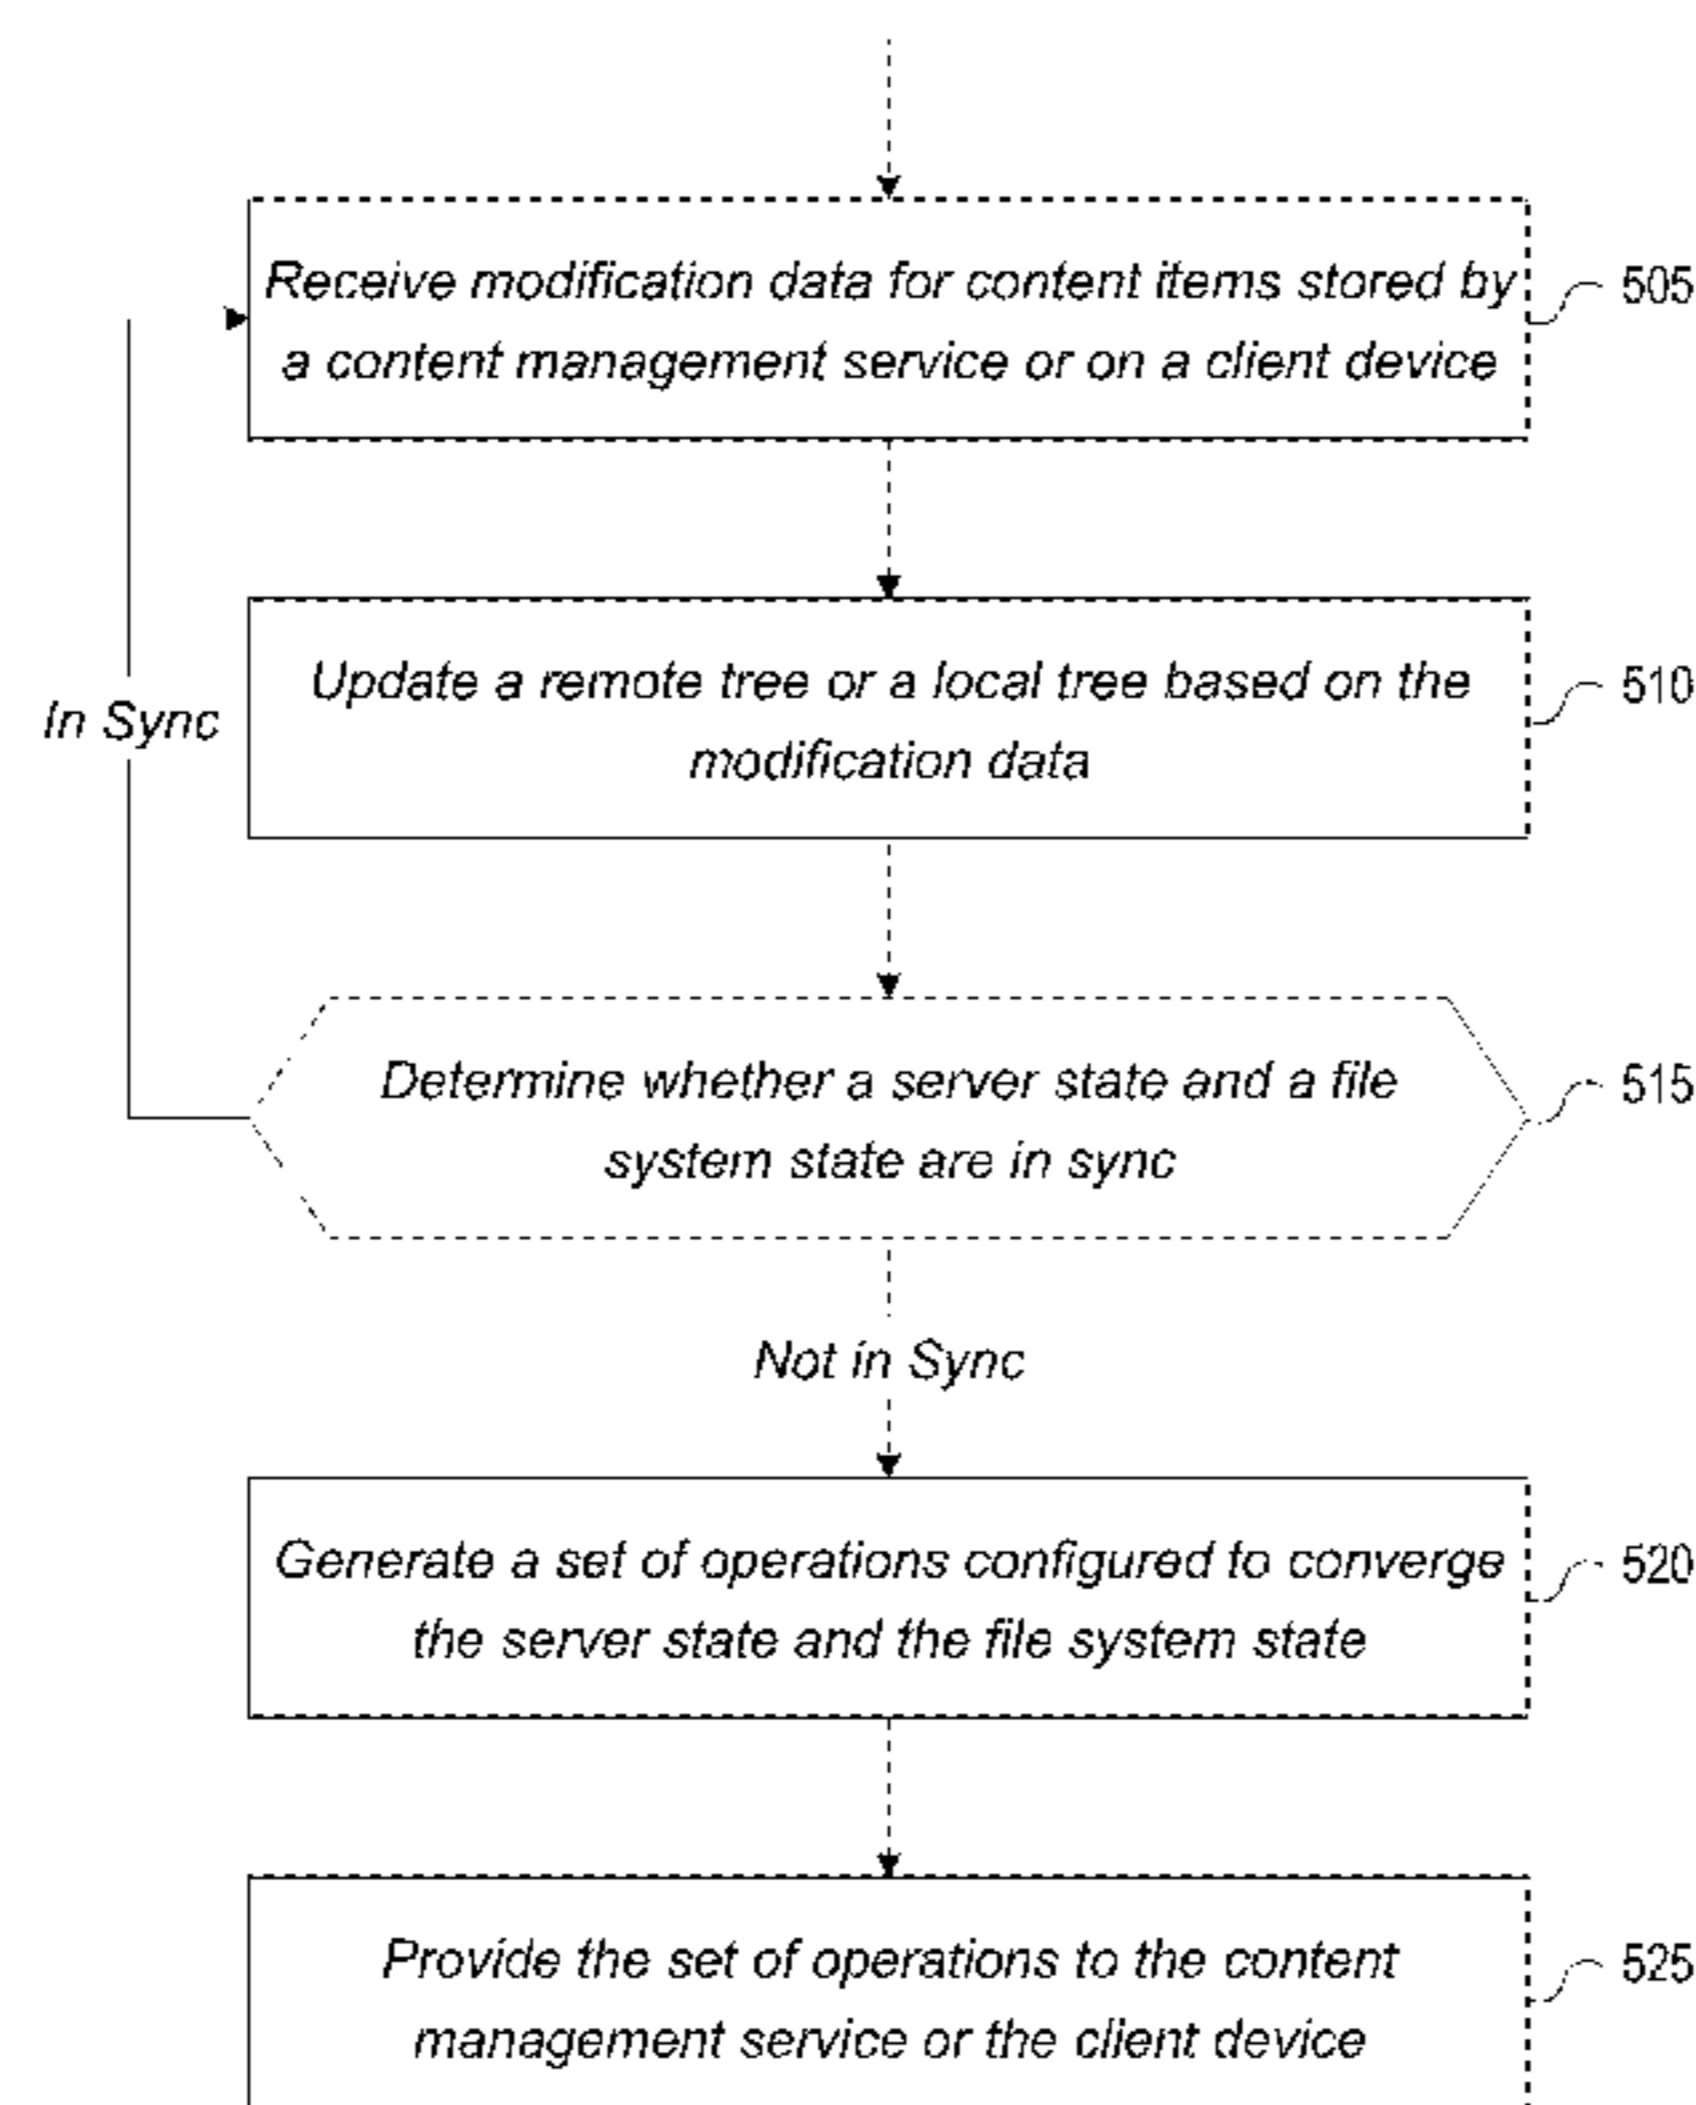 Receive modification data for content items stored by
a content management service or on a client device
505
Update a remote tree or a local tree based on the
modification data
510
In Sync
Determine whether a server state and a file
system state are in sync
515
Not in Sync
Generate a set of operations configured to converge
the server state and the file system state
520
Provide the set of operations to the content
management service or the client device
525